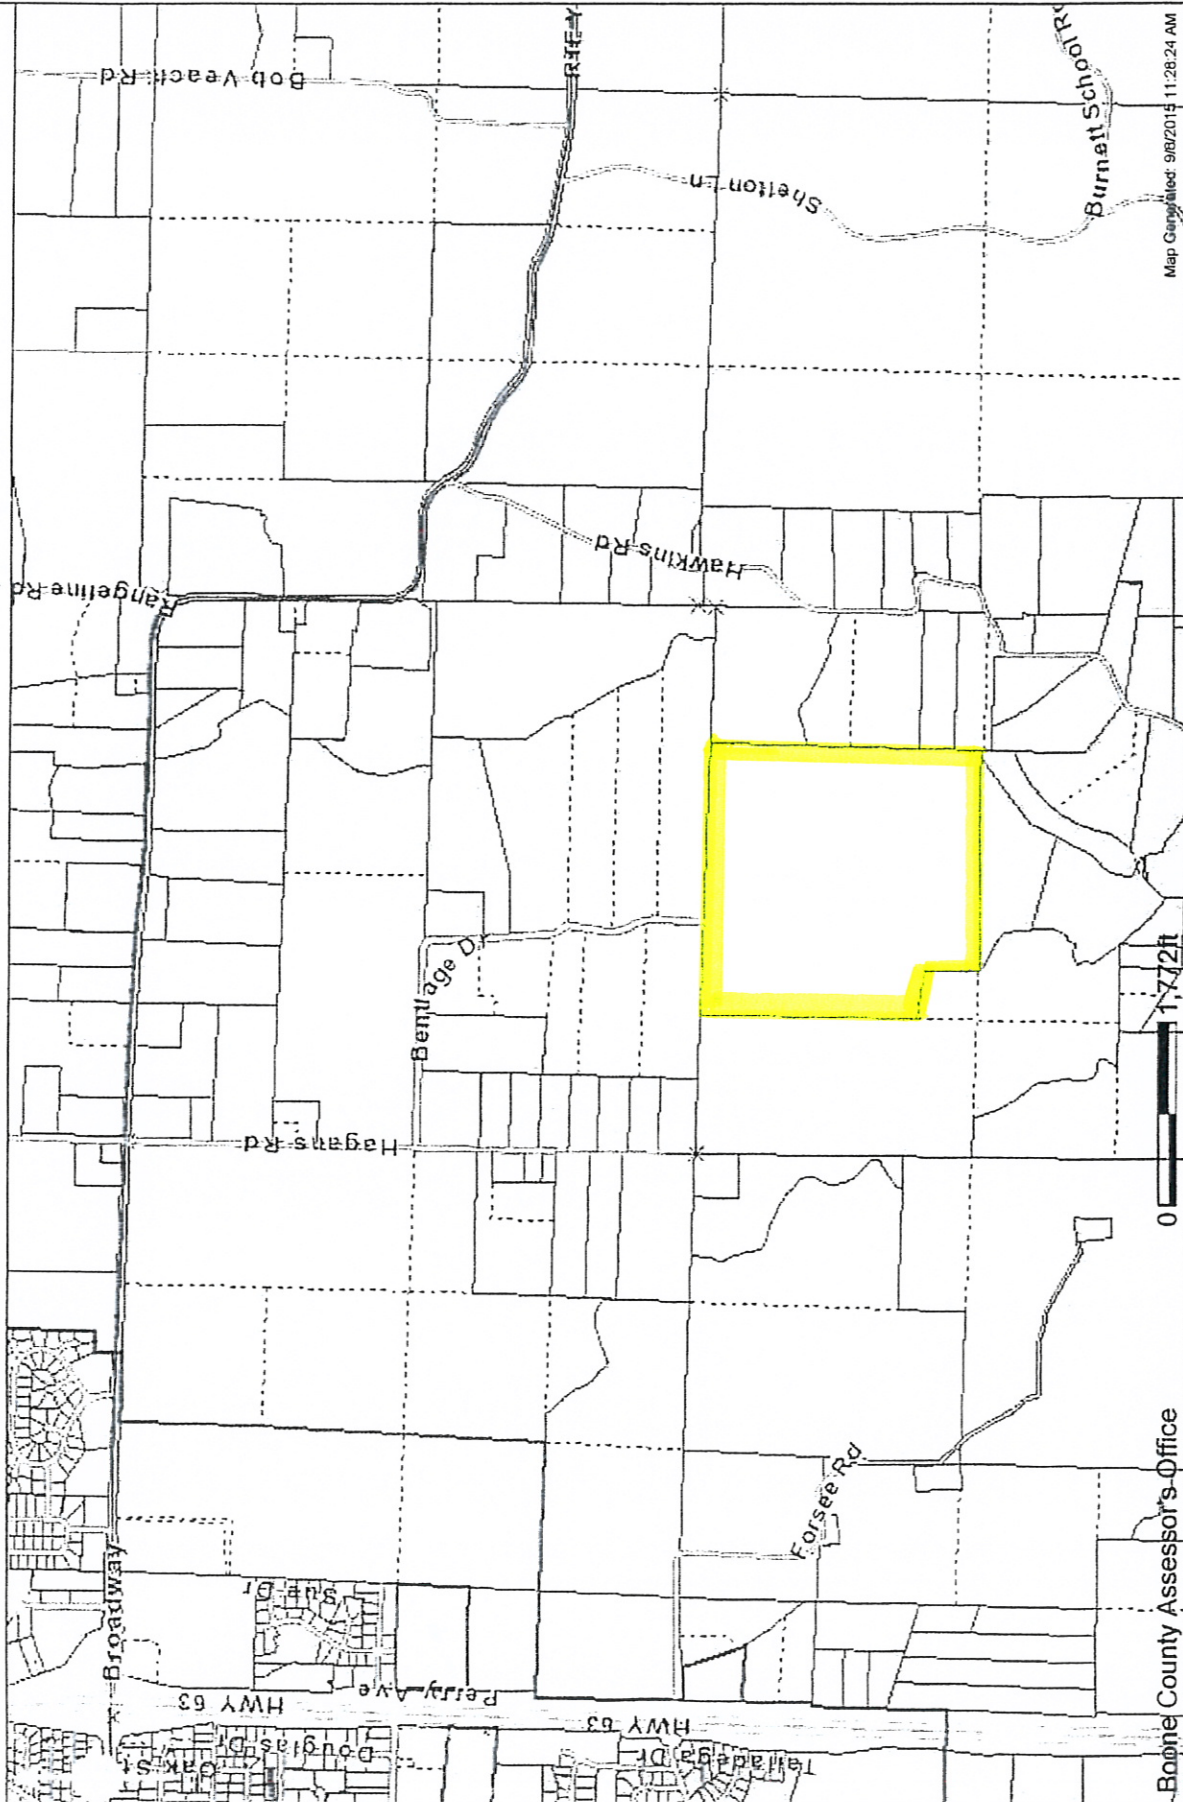 Bob Veach Rd
RTE Y
Shelton Ln
Burnett School Rd
Rangeline Rd
Hawkins Rd
Bentlage Dr
Hagans Rd
Forsee Rd
Broadway
Sue Dr
Perry Ave
HWY 63
HWY 63
Oak St
Douglas Dr
Talladega Dr
0
1,772ft
Boone County Assessor's Office
Map Generated: 9/8/2015 11:26:24 AM